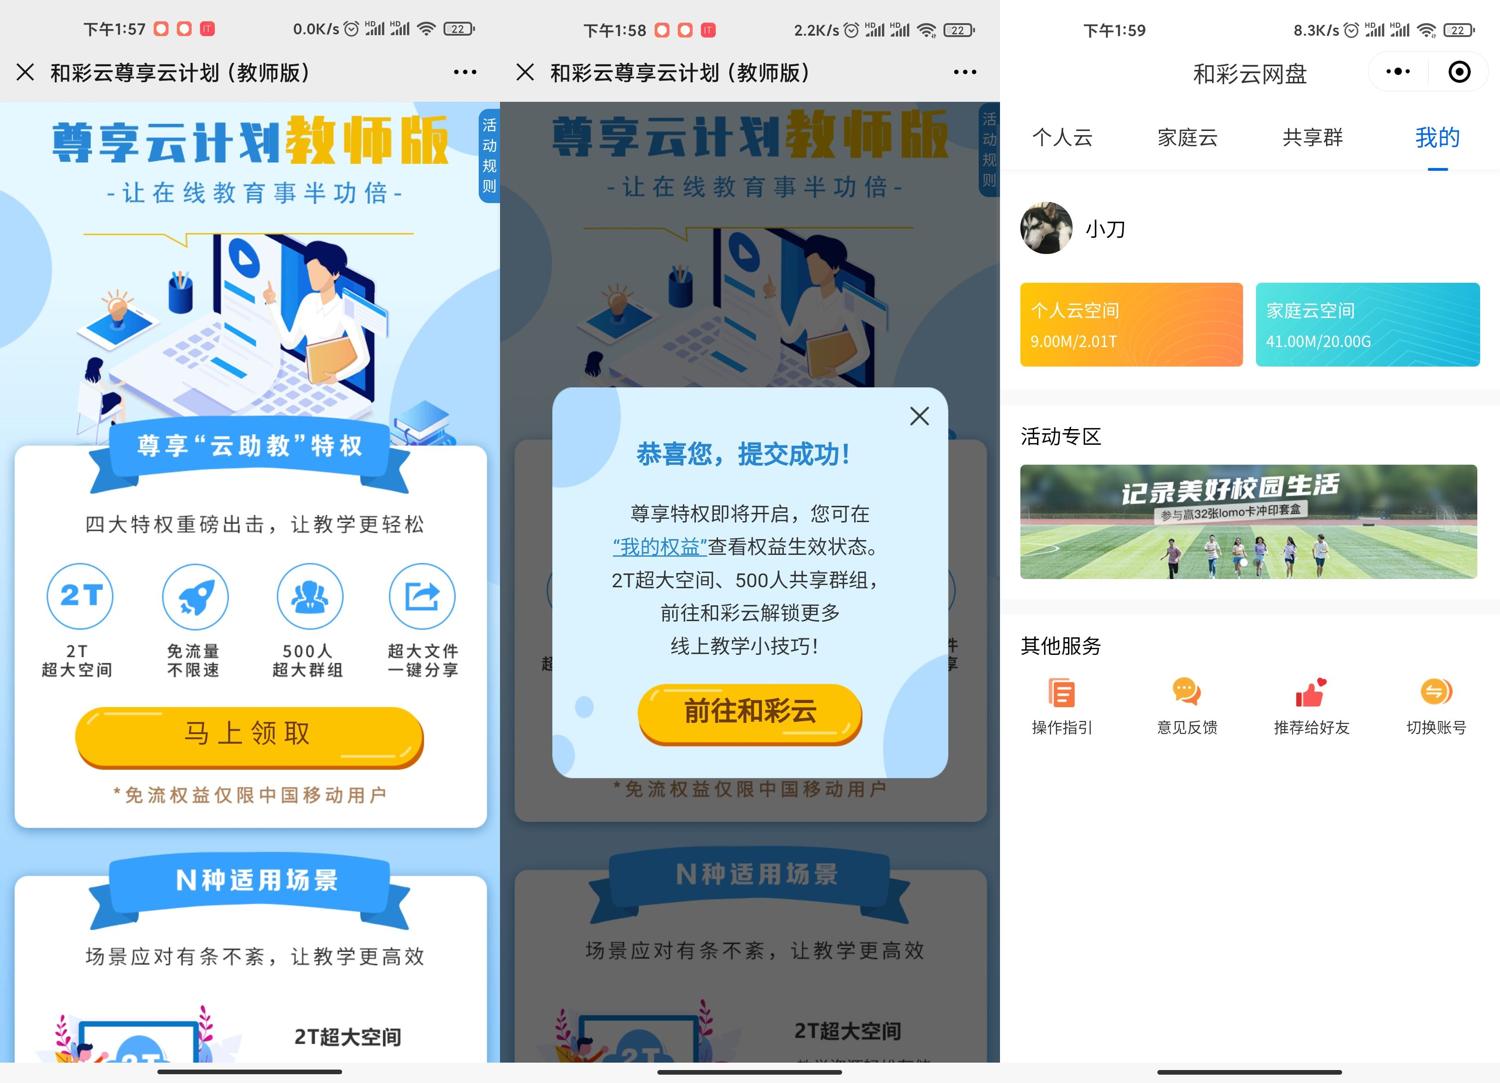 下午1:57
0.0K/s
HD
HD
22
和彩云尊享云计划（教师版）
尊享云计划教师版
-让在线教育事半功倍-
活动规则
尊享“云助教”特权
四大特权重磅出击，让教学更轻松
2T
2T
超大空间
免流量
不限速
500人
超大群组
超大文件
一键分享
马上领取
*免流权益仅限中国移动用户
N种适用场景
场景应对有条不紊，让教学更高效
2T超大空间
2T
下午1:58
2.2K/s
HD
HD
22
和彩云尊享云计划（教师版）
尊享云计划教师版
-让在线教育事半功倍-
活动规则
恭喜您，提交成功！
尊享特权即将开启，您可在
“我的权益”查看权益生效状态。
2T超大空间、500人共享群组，
前往和彩云解锁更多
线上教学小技巧！
前往和彩云
*免流权益仅限中国移动用户
N种适用场景
场景应对有条不紊，让教学更高效
2T超大空间
2T
下午1:59
8.3K/s
HD
HD
22
和彩云网盘
个人云
家庭云
共享群
我的
小刀
个人云空间
9.00M/2.01T
家庭云空间
41.00M/20.00G
活动专区
记录美好校园生活
参与赢32张lomo卡冲印套盒
其他服务
操作指引
意见反馈
推荐给好友
切换账号